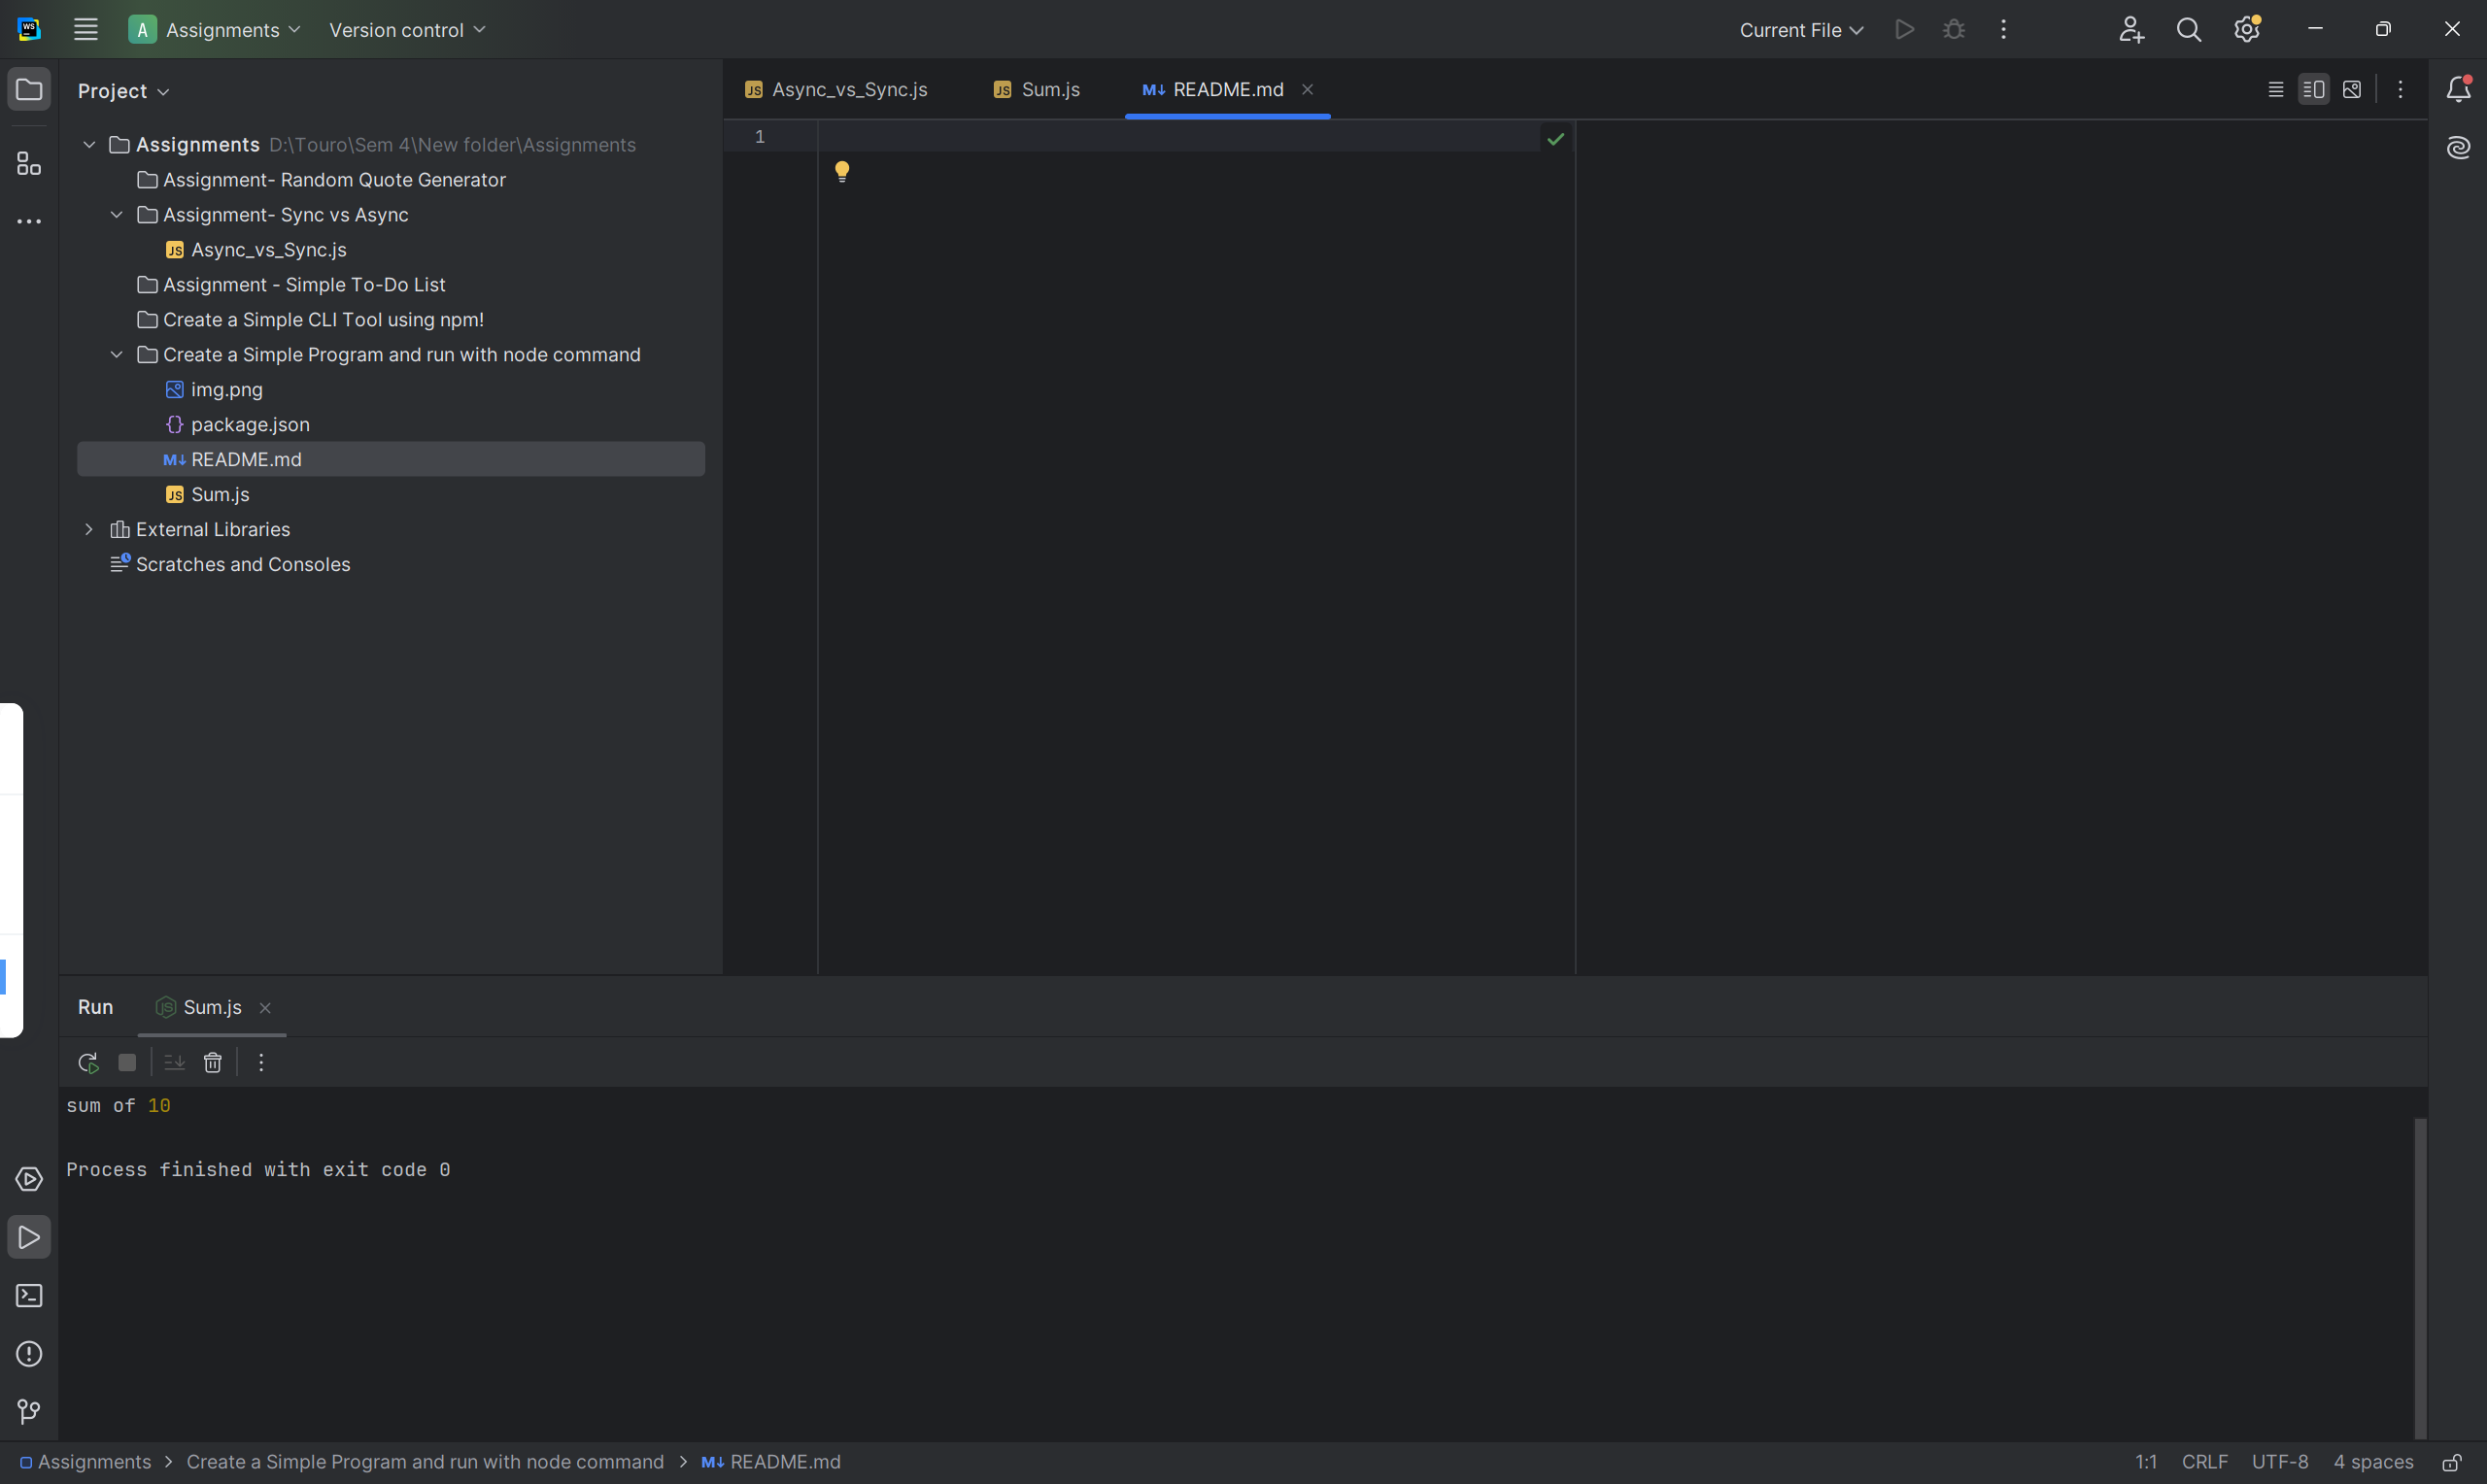 WS
A Assignments
Version control
Current File
Project
Async_vs_Sync.js
Sum.js
README.md
Assignments D:\Touro\Sem 4\New folder\Assignments
Assignment- Random Quote Generator
Assignment- Sync vs Async
JS Async_vs_Sync.js
Assignment - Simple To-Do List
Create a Simple CLI Tool using npm!
Create a Simple Program and run with node command
img.png
{} package.json
M↓ README.md
JS Sum.js
External Libraries
Scratches and Consoles
1
Run
Sum.js
sum of 10
Process finished with exit code 0
Assignments > Create a Simple Program and run with node command > M↓ README.md
1:1 CRLF UTF-8 4 spaces